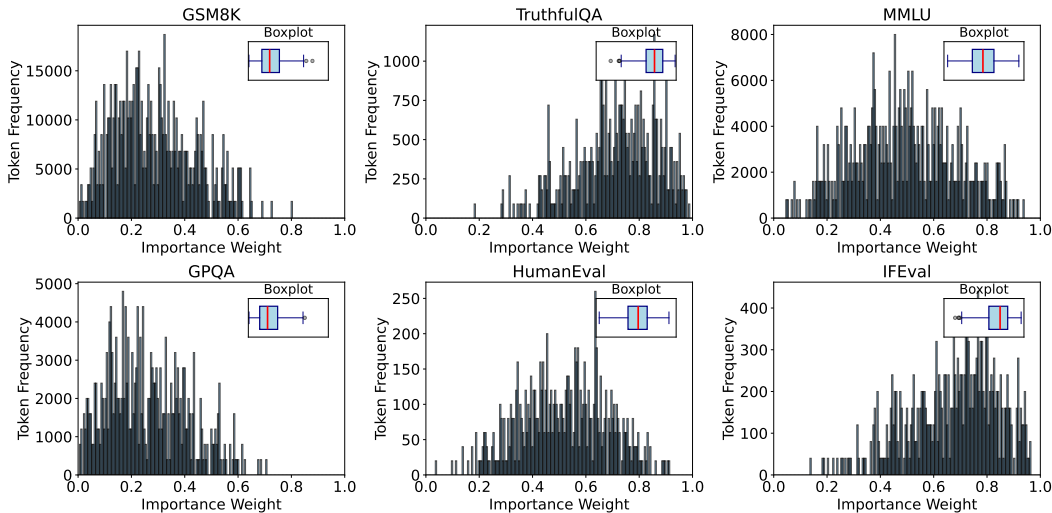 GSM8K
Boxplot
Token Frequency
15000
10000
5000
0
0.0 0.2 0.4 0.6 0.8 1.0
Importance Weight
TruthfulQA
Boxplot
Token Frequency
1000
750
500
250
0
0.0 0.2 0.4 0.6 0.8 1.0
Importance Weight
MMLU
Boxplot
Token Frequency
8000
6000
4000
2000
0
0.0 0.2 0.4 0.6 0.8 1.0
Importance Weight
GPQA
Boxplot
Token Frequency
5000
4000
3000
2000
1000
0
0.0 0.2 0.4 0.6 0.8 1.0
Importance Weight
HumanEval
Boxplot
Token Frequency
250
200
150
100
50
0
0.0 0.2 0.4 0.6 0.8 1.0
Importance Weight
IFEval
Boxplot
Token Frequency
400
300
200
100
0
0.0 0.2 0.4 0.6 0.8 1.0
Importance Weight